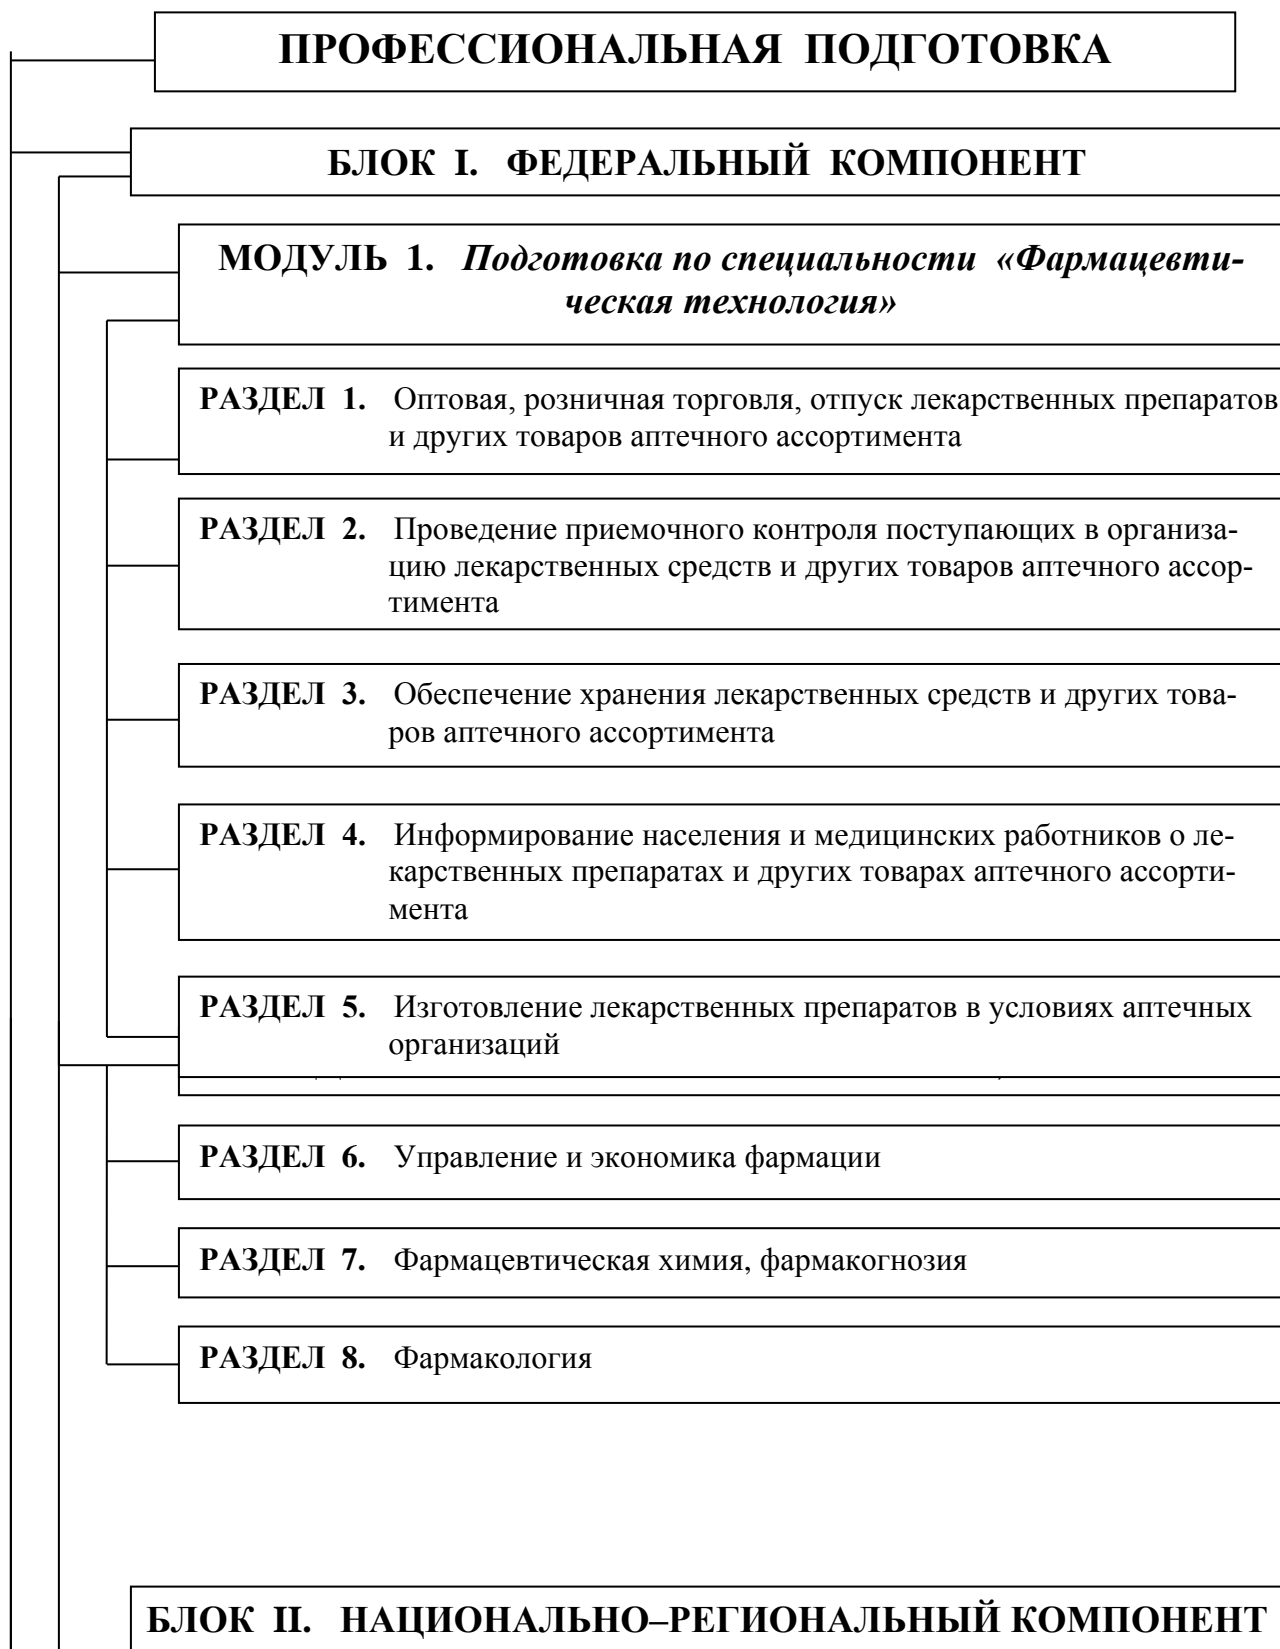 ПРОФЕССИОНАЛЬНАЯ ПОДГОТОВКА
БЛОК I. ФЕДЕРАЛЬНЫЙ КОМПОНЕНТ
МОДУЛЬ 1. Подготовка по специальности «Фармацевти-
ческая технология»
РАЗДЕЛ 1. Оптовая, розничная торговля, отпуск лекарственных препаратов
и других товаров аптечного ассортимента
РАЗДЕЛ 2. Проведение приемочного контроля поступающих в организа-
цию лекарственных средств и других товаров аптечного ассор-
тимента
РАЗДЕЛ 3. Обеспечение хранения лекарственных средств и других това-
ров аптечного ассортимента
РАЗДЕЛ 4. Информирование населения и медицинских работников о ле-
карственных препаратах и других товарах аптечного ассорти-
мента
РАЗДЕЛ 5. Изготовление лекарственных препаратов в условиях аптечных
организаций
РАЗДЕЛ 6. Управление и экономика фармации
РАЗДЕЛ 7. Фармацевтическая химия, фармакогнозия
РАЗДЕЛ 8. Фармакология
БЛОК II. НАЦИОНАЛЬНО–РЕГИОНАЛЬНЫЙ КОМПОНЕНТ